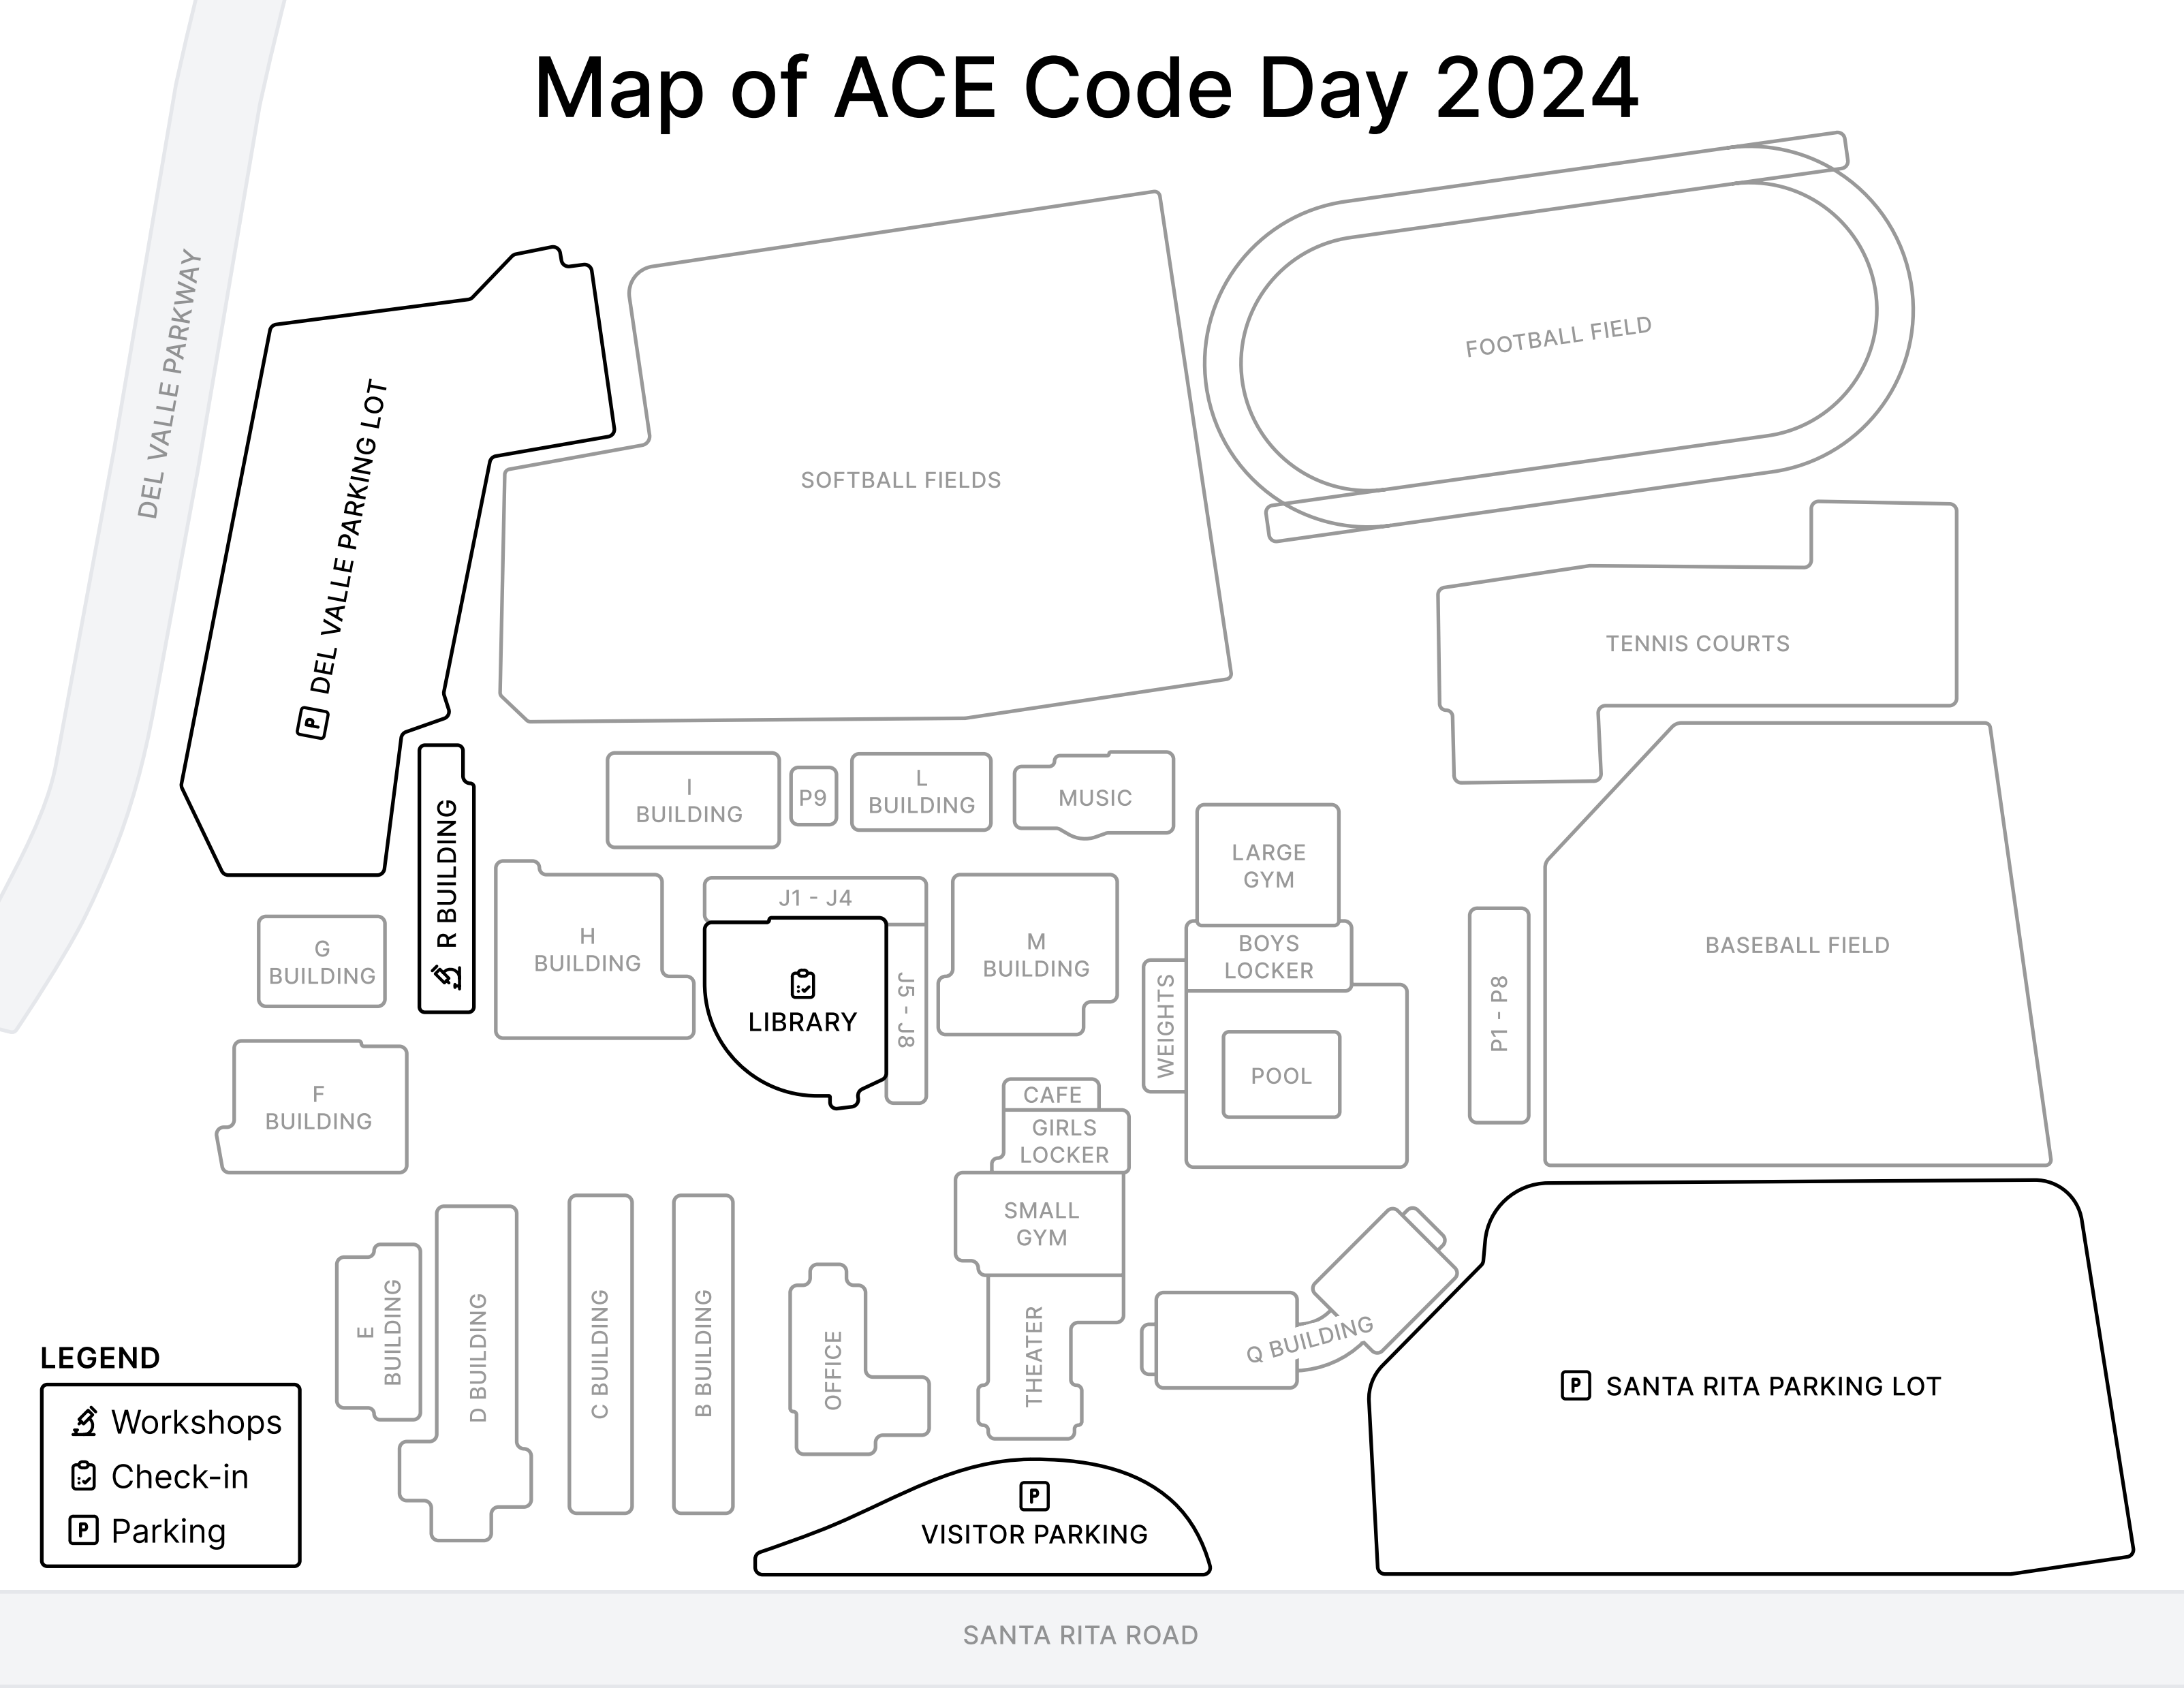 Map of ACE Code Day 2024
DEL VALLE PARKWAY
P DEL VALLE PARKING LOT
SOFTBALL FIELDS
FOOTBALL FIELD
TENNIS COURTS
I
BUILDING
P9
L
BUILDING
MUSIC
R BUILDING
LARGE
GYM
J1 - J4
G
BUILDING
H
BUILDING
LIBRARY
J5 - J8
M
BUILDING
BOYS
LOCKER
WEIGHTS
POOL
P1 - P8
BASEBALL FIELD
F
BUILDING
CAFE
GIRLS
LOCKER
SMALL
GYM
E
BUILDING
D BUILDING
C BUILDING
B BUILDING
OFFICE
THEATER
Q BUILDING
P SANTA RITA PARKING LOT
LEGEND
Workshops
Check-in
P Parking
P
VISITOR PARKING
SANTA RITA ROAD